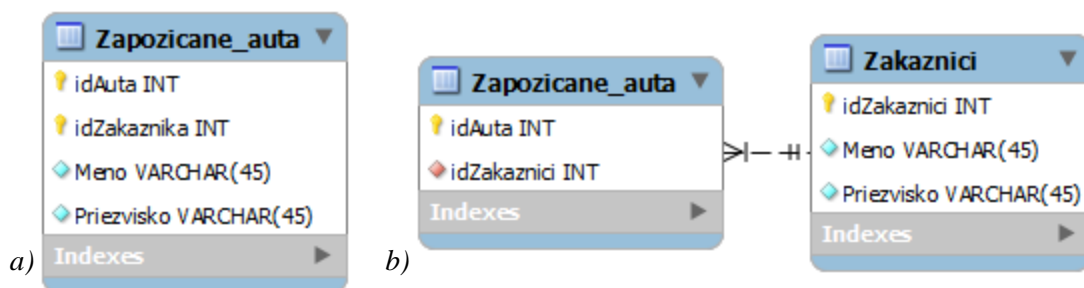 Zapozicane_auta
idAuta INT
idZakaznika INT
Meno VARCHAR(45)
Priezvisko VARCHAR(45)
Indexes
a)
Zapozicane_auta
idAuta INT
idZakaznici INT
Indexes
b)
Zakaznici
idZakaznici INT
Meno VARCHAR(45)
Priezvisko VARCHAR(45)
Indexes